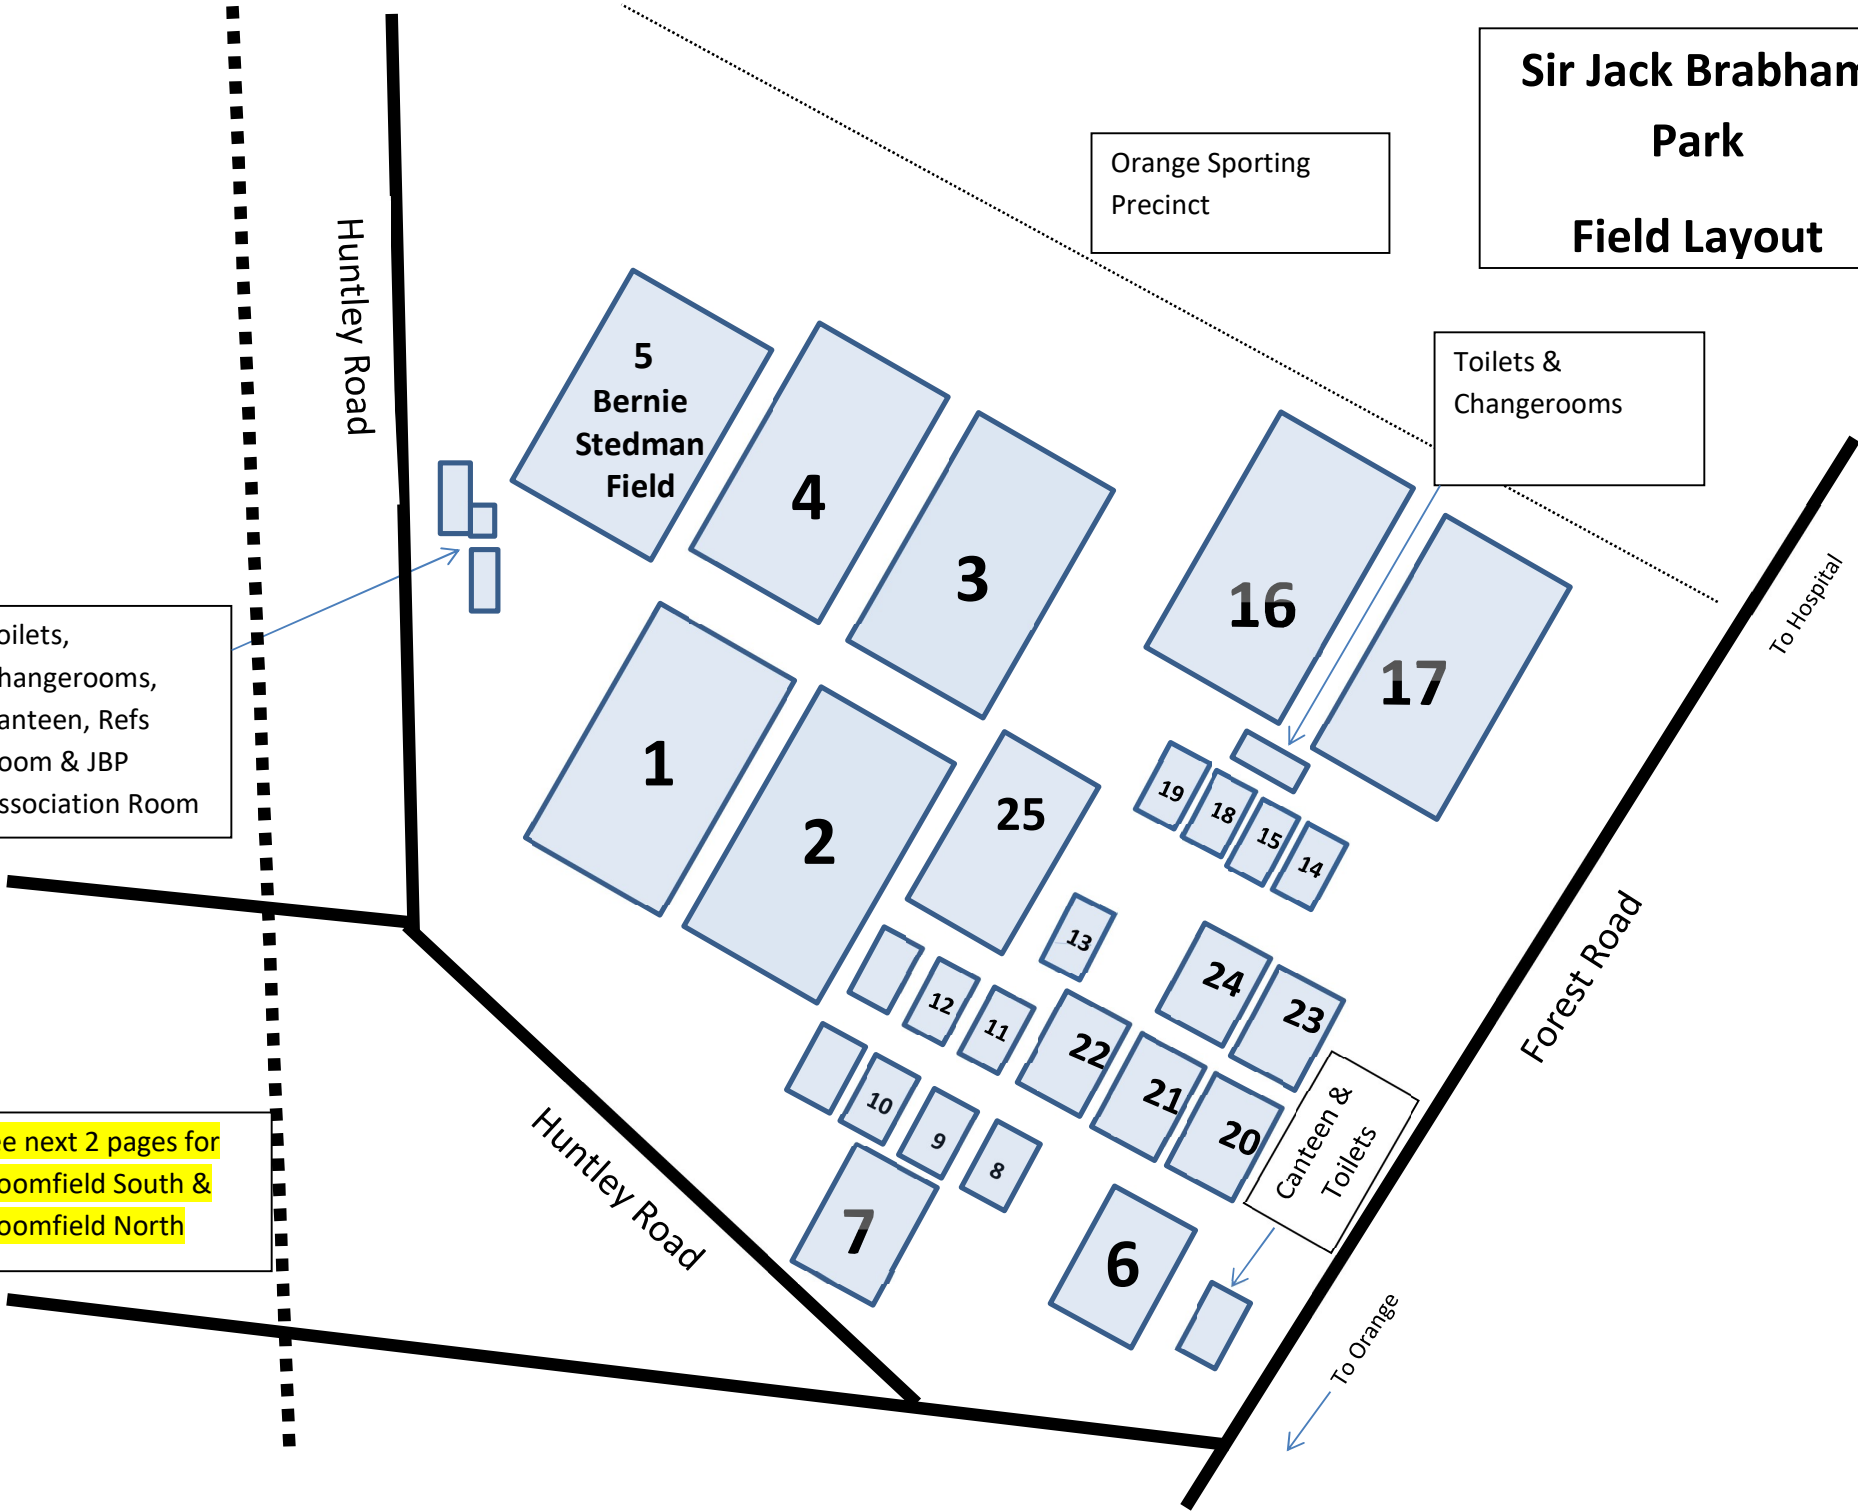 Sir Jack Brabham
Park
Field Layout
Orange Sporting
Precinct
Toilets &
Changerooms
Huntley Road
5
Bernie
Stedman
Field
4
3
16
17
To Hospital
oilets,
hangerooms,
anteen, Refs
oom & JBP
ssociation Room
1
2
25
19
18
15
14
13
12
11
24
23
22
21
20
10
9
8
7
6
Forest Road
Canteen &
Toilets
Huntley Road
To Orange
ee next 2 pages for
oomfield South &
oomfield North